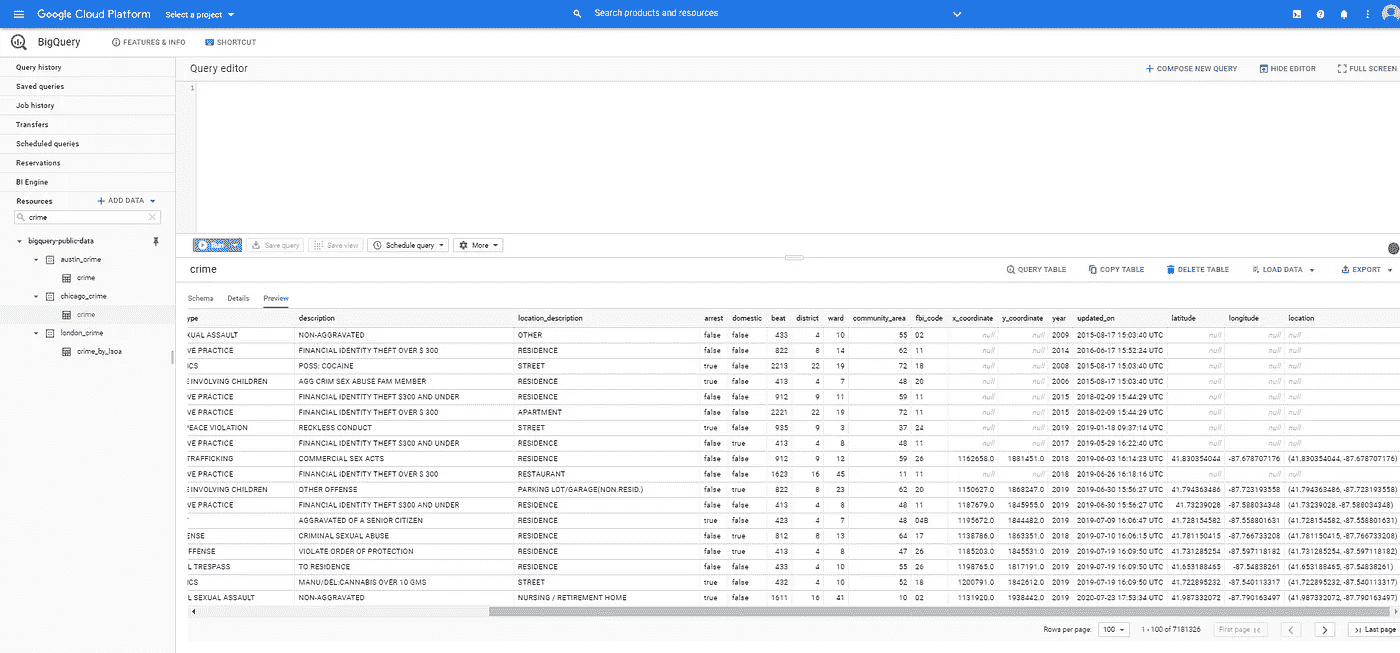 Google Cloud Platform Select a project Search products and resources
BigQuery FEATURES & INFO SHORTCUT
Query history
Saved queries
Job history
Transfers
Scheduled queries
Reservations
BI Engine
Resources + ADD DATA
crime
bigquery-public-data
austin_crime
crime
chicago_crime
crime
london_crime
crime_by_lsoa
Query editor + COMPOSE NEW QUERY HIDE EDITOR FULL SCREEN
1
Save query Save view Schedule query More
crime QUERY TABLE COPY TABLE DELETE TABLE LOAD DATA EXPORT
Schema Details Preview
ype description location_description arrest domestic beat district ward community_area fbi_code x_coordinate y_coordinate year updated_on latitude longitude location
XUAL ASSAULT NON-AGGRAVATED OTHER false false 433 4 10 55 02 null null 2009 2015-08-17 15:03:40 UTC null null null
VE PRACTICE FINANCIAL IDENTITY THEFT OVER $ 300 RESIDENCE false false 822 8 14 62 11 null null 2014 2016-06-17 15:52:24 UTC null null null
ICS POSS: COCAINE STREET true false 2213 22 19 72 18 null null 2008 2015-08-17 15:03:40 UTC null null null
E INVOLVING CHILDREN AGG CRIM SEX ABUSE FAM MEMBER RESIDENCE true false 413 4 7 48 20 null null 2006 2015-08-17 15:03:40 UTC null null null
VE PRACTICE FINANCIAL IDENTITY THEFT $300 AND UNDER RESIDENCE false false 912 9 11 59 11 null null 2015 2018-02-09 15:44:29 UTC null null null
VE PRACTICE FINANCIAL IDENTITY THEFT OVER $ 300 APARTMENT false false 2221 22 19 72 11 null null 2015 2018-02-09 15:44:29 UTC null null null
PEACE VIOLATION RECKLESS CONDUCT STREET true false 935 9 3 37 24 null null 2019 2019-01-18 09:37:14 UTC null null null
VE PRACTICE FINANCIAL IDENTITY THEFT $300 AND UNDER RESIDENCE false true 413 4 8 48 11 null null 2017 2019-05-29 16:22:40 UTC null null null
TRAFFICKING COMMERCIAL SEX ACTS RESIDENCE false false 912 9 12 59 26 1162658.0 1881451.0 2018 2019-06-03 16:14:23 UTC 41.830354044 -87.678707176 (41.830354044, -87.678707176)
VE PRACTICE FINANCIAL IDENTITY THEFT OVER $ 300 RESTAURANT false false 1623 16 45 11 11 null null 2018 2019-06-26 16:18:16 UTC null null null
E INVOLVING CHILDREN OTHER OFFENSE PARKING LOT/GARAGE(NON.RESID.) false true 822 8 23 62 20 1150627.0 1868247.0 2019 2019-06-30 15:56:27 UTC 41.794363486 -87.723193558 (41.794363486, -87.723193558)
VE PRACTICE FINANCIAL IDENTITY THEFT $300 AND UNDER RESIDENCE false false 413 4 8 48 11 1187679.0 1845955.0 2019 2019-06-30 15:56:27 UTC 41.73239028 -87.588034348 (41.73239028, -87.588034348)
AGGRAVATED OF A SENIOR CITIZEN RESIDENCE true false 423 4 7 48 04B 1195672.0 1844482.0 2019 2019-07-09 16:06:47 UTC 41.728154582 -87.558801631 (41.728154582, -87.558801631)
ENSE CRIMINAL SEXUAL ABUSE RESIDENCE true false 812 8 13 64 17 1138786.0 1863351.0 2018 2019-07-10 16:06:15 UTC 41.781150415 -87.766733208 (41.781150415, -87.766733208)
FFENSE VIOLATE ORDER OF PROTECTION RESIDENCE false true 413 4 8 47 26 1185203.0 1845531.0 2019 2019-07-19 16:09:50 UTC 41.731285254 -87.597118182 (41.731285254, -87.597118182)
L TRESPASS TO RESIDENCE RESIDENCE false false 433 4 10 55 26 1198765.0 1817191.0 2019 2019-07-19 16:09:50 UTC 41.653188465 -87.54838261 (41.653188465, -87.54838261)
ICS MANU/DEL:CANNABIS OVER 10 GMS STREET true false 432 4 10 52 18 1200791.0 1842612.0 2019 2019-07-19 16:09:50 UTC 41.722895232 -87.540113317 (41.722895232, -87.540113317)
L SEXUAL ASSAULT NON-AGGRAVATED NURSING / RETIREMENT HOME true false 1611 16 41 10 02 1131920.0 1938442.0 2019 2020-07-23 17:53:34 UTC 41.987332072 -87.790163497 (41.987332072, -87.790163497)
Rows per page: 100 1 - 100 of 7181326 First page Last page